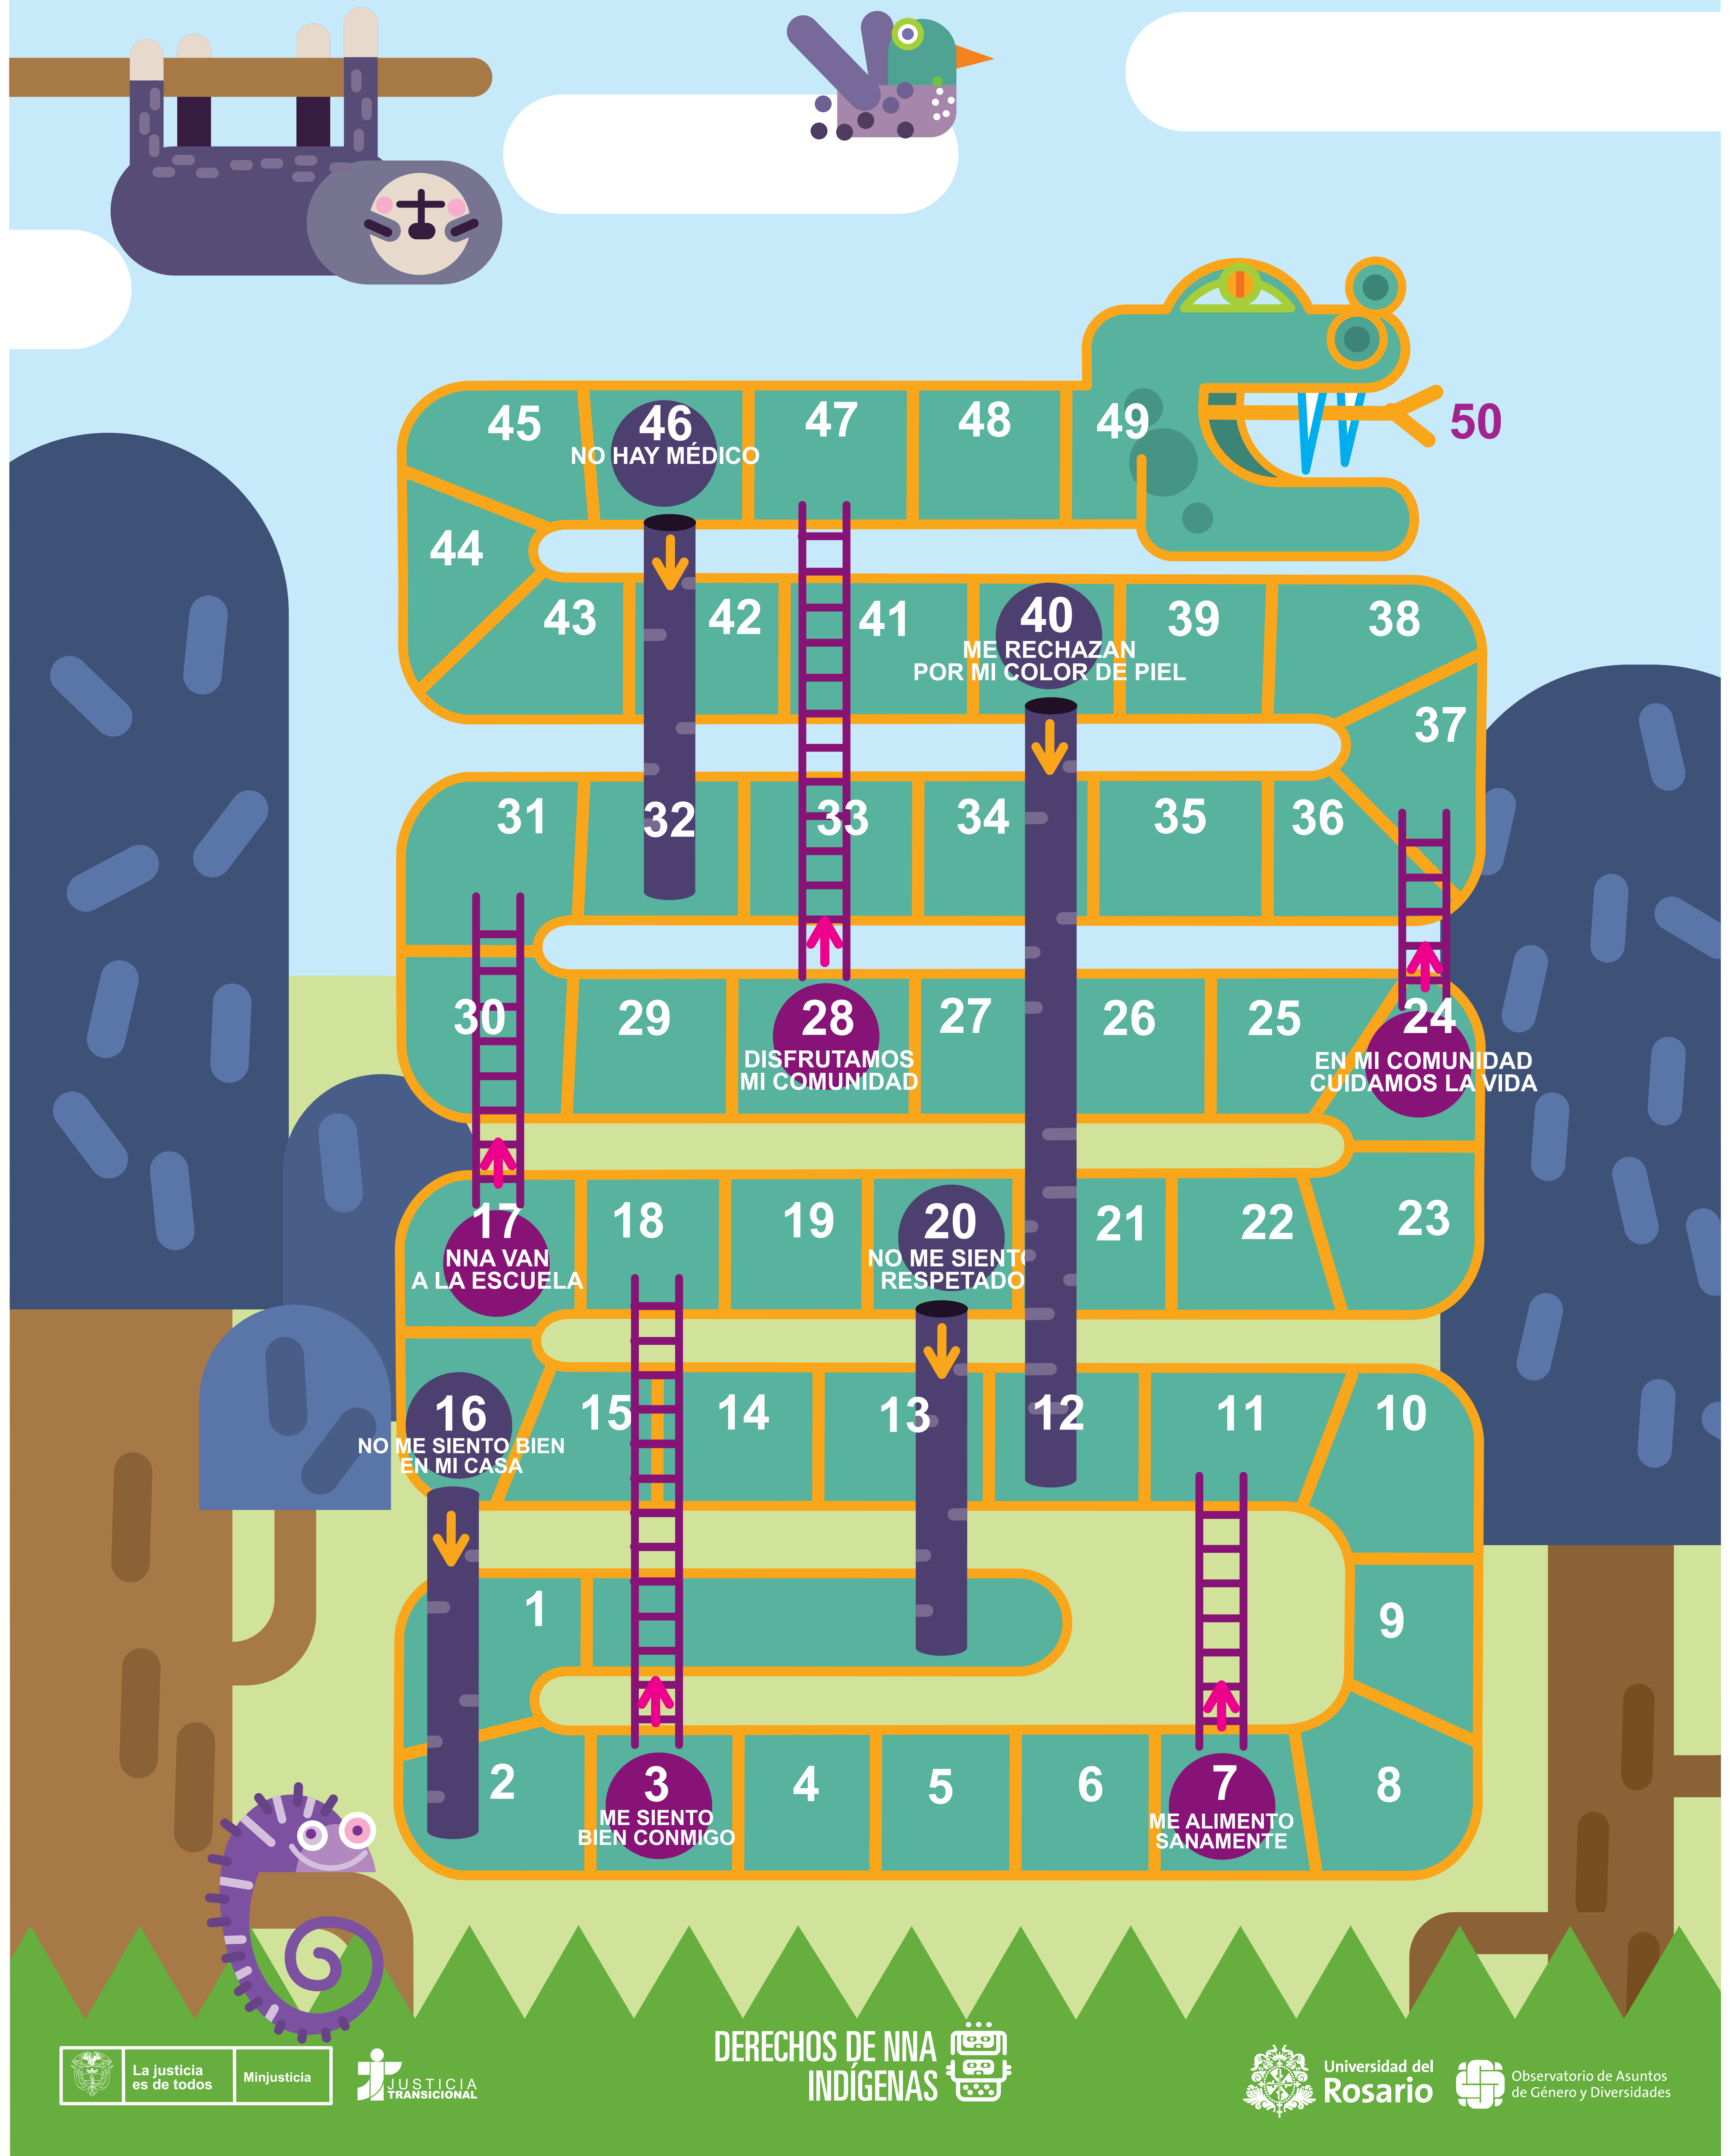 45
46
NO HAY MÉDICO
47
48
49
50
44
43
42
41
40
ME RECHAZAN
POR MI COLOR DE PIEL
39
38
37
31
32
33
34
35
36
30
29
28
DISFRUTAMOS
MI COMUNIDAD
27
26
25
24
EN MI COMUNIDAD
CUIDAMOS LA VIDA
17
NNA VAN
A LA ESCUELA
18
19
20
NO ME SIENTO
RESPETADO
21
22
23
16
NO ME SIENTO BIEN
EN MI CASA
15
14
13
12
11
10
1
9
2
3
ME SIENTO
BIEN CONMIGO
4
5
6
7
ME ALIMENTO
SANAMENTE
8
La justicia
es de todos
Minjusticia
JUSTICIA
TRANSICIONAL
DERECHOS DE NNA
INDÍGENAS
Universidad del
Rosario
Observatorio de Asuntos
de Género y Diversidades